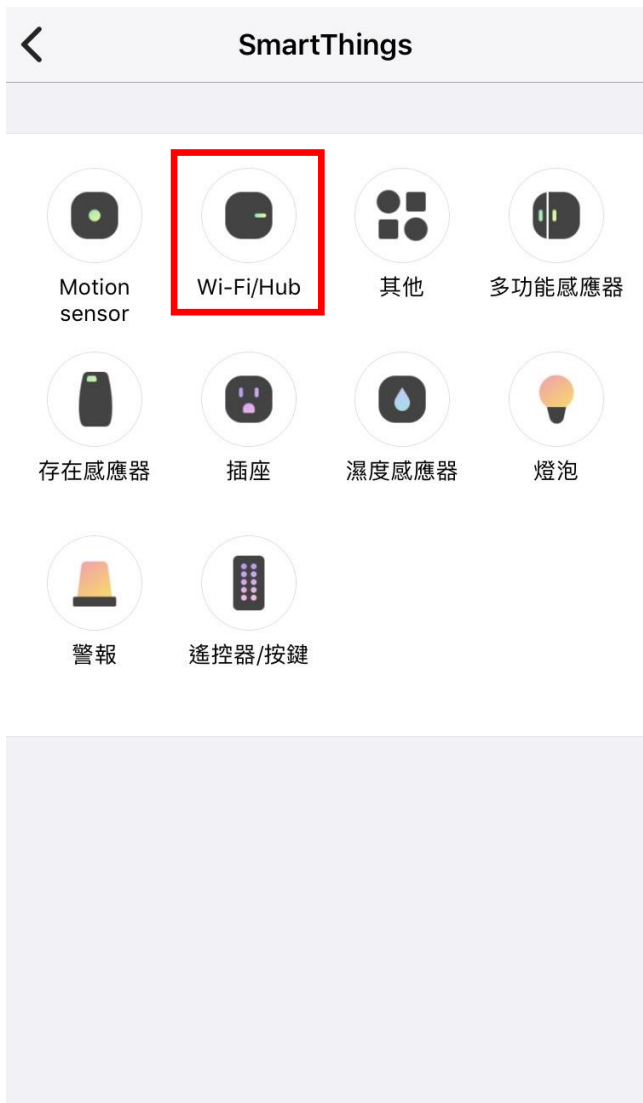 SmartThings
Motion
sensor
Wi-Fi/Hub
其他
多功能感應器
存在感應器
插座
濕度感應器
燈泡
警報
遙控器/按鍵